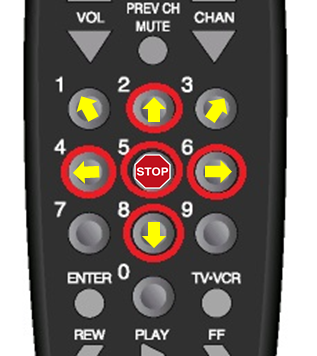 PREV CH
VOL CHAN
MUTE
1 2 3
4 5 6
STOP
7 8 9
ENTER 0 TV•VCR
REW PLAY FF